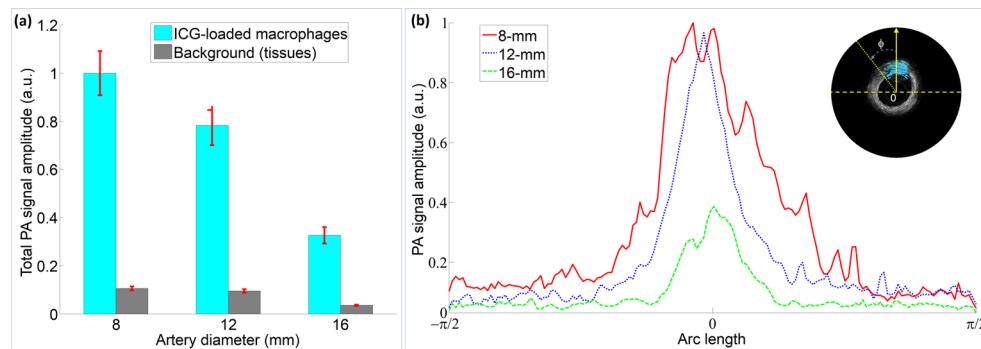 (a)
ICG-loaded macrophages
Background (tissues)
Total PA signal amplitude (a.u.)
1.2
1
0.8
0.6
0.4
0.2
0
8
12
16
Artery diameter (mm)
(b)
8-mm
12-mm
16-mm
PA signal amplitude (a.u.)
1
0.8
0.6
0.4
0.2
0
−π/2
0
π/2
Arc length
ϕ
0